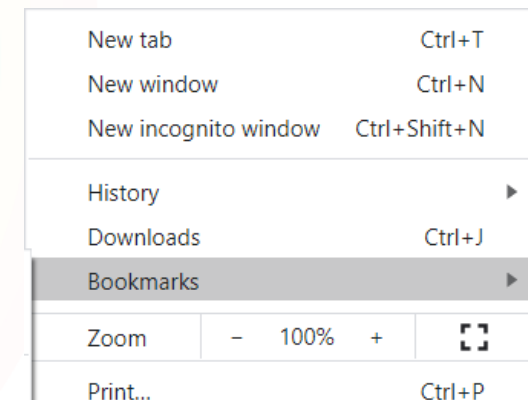 New tab Ctrl+T
New window Ctrl+N
New incognito window Ctrl+Shift+N
History
Downloads Ctrl+J
Bookmarks
Zoom - 100% +
Print... Ctrl+P